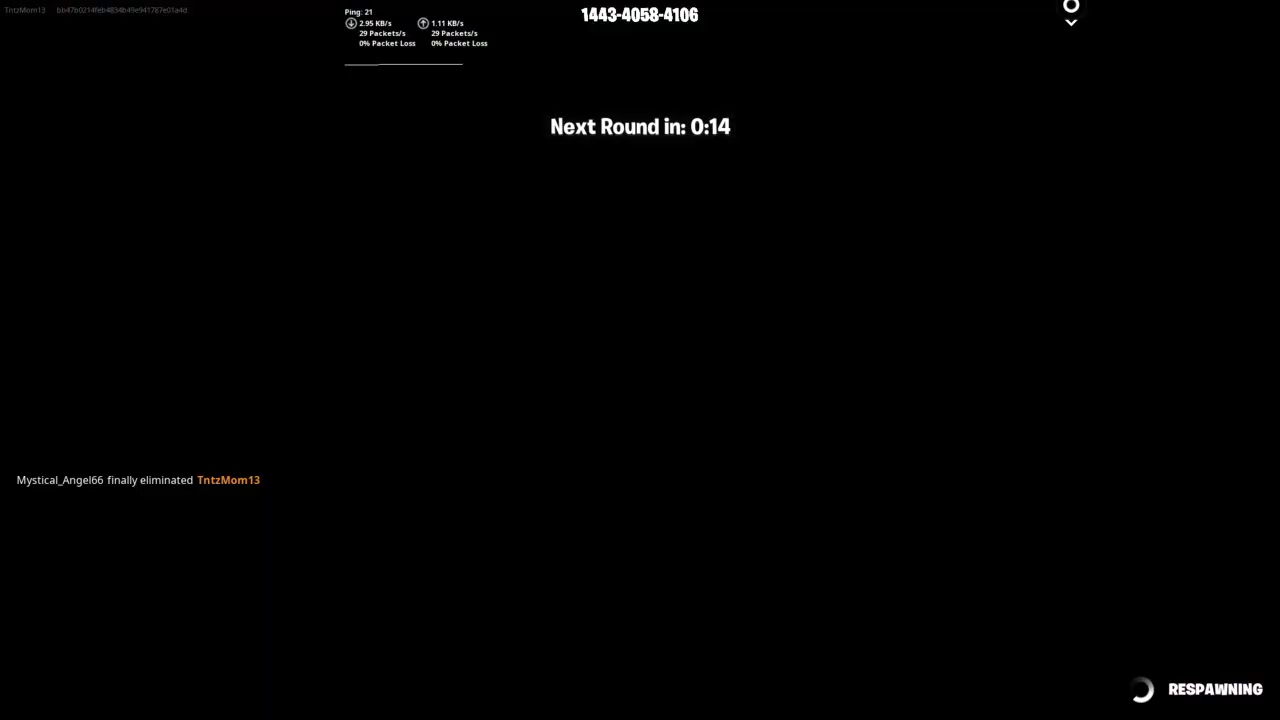 TntzMom13 bb47b0214feb4834b49e941787e01a4d
Ping: 21
2.95 KB/s 1.11 KB/s
29 Packets/s 29 Packets/s
0% Packet Loss 0% Packet Loss
1443-4058-4106
Next Round in: 0:14
Mystical_Angel66 finally eliminated TntzMom13
RESPAWNING